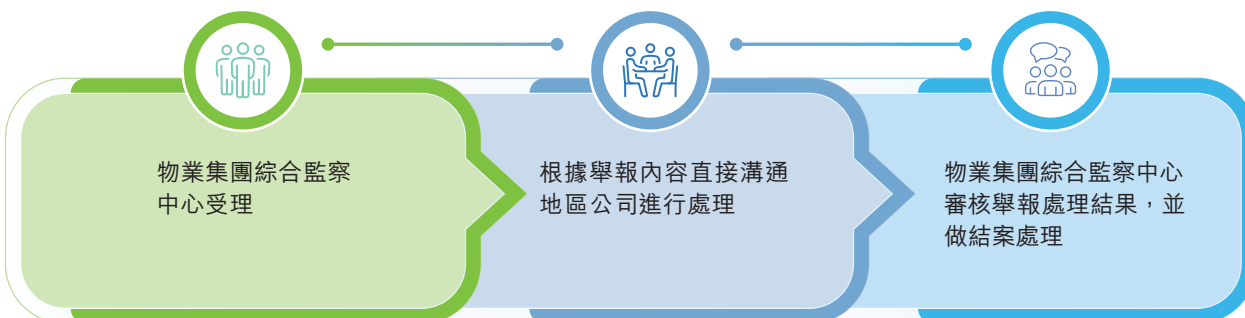 物業集團綜合監察
中心受理
根據舉報內容直接溝通
地區公司進行處理
物業集團綜合監察中心
審核舉報處理結果，並
做結案處理